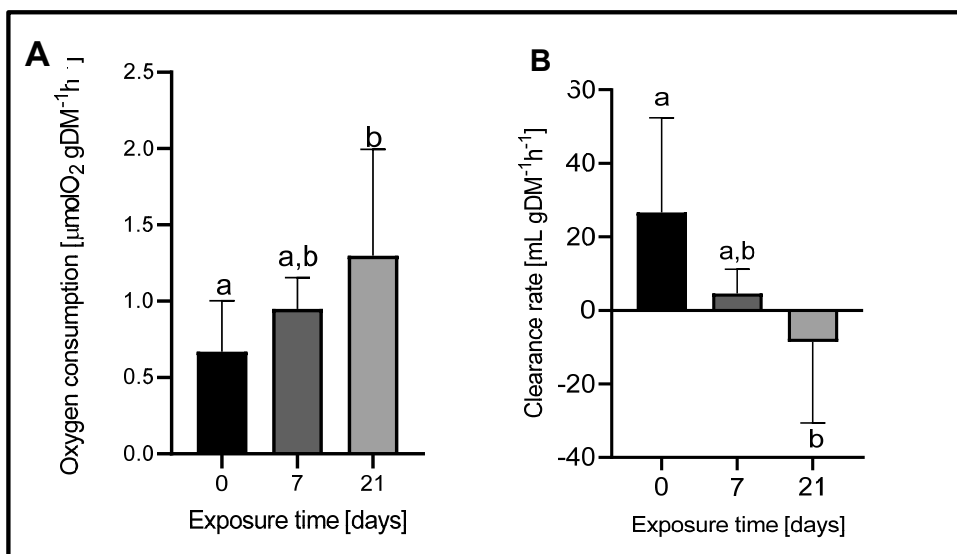 A
Oxygen consumption [µmolO₂ gDM⁻¹h⁻¹]
2.5
2.0
1.5
1.0
0.5
0.0
a
a,b
b
0 7 21
Exposure time [days]
B
Clearance rate [mL gDM⁻¹h⁻¹]
60
40
20
0
-20
-40
a
a,b
b
0 7 21
Exposure time [days]